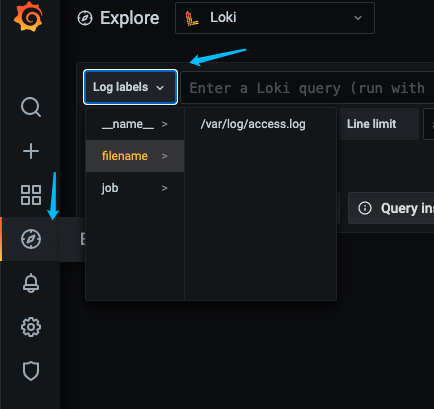 Explore
Loki
Log labels
Enter a Loki query (run with
__name__ >
/var/log/access.log
Line limit
filename >
job >
Query ins
E